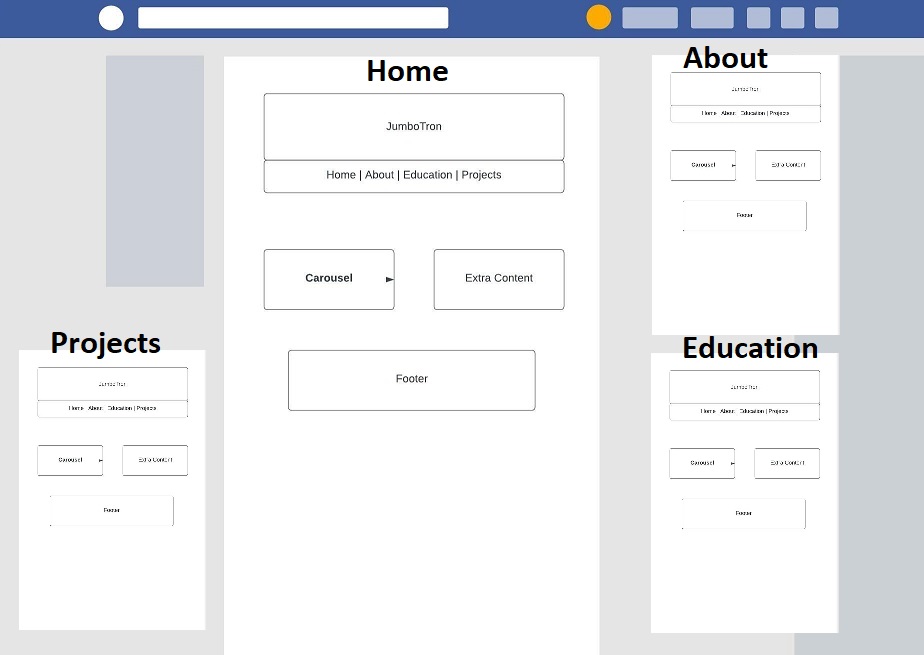 Home
JumboTron
Home | About | Education | Projects
Carousel
Extra Content
Footer
About
JumboTron
Home About Education | Projects
Carousel
Extra Content
Footer
Projects
JumboTron
Home About Education | Projects
Carousel
Extra Content
Footer
Education
JumboTron
Home About Education | Projects
Carousel
Extra Content
Footer